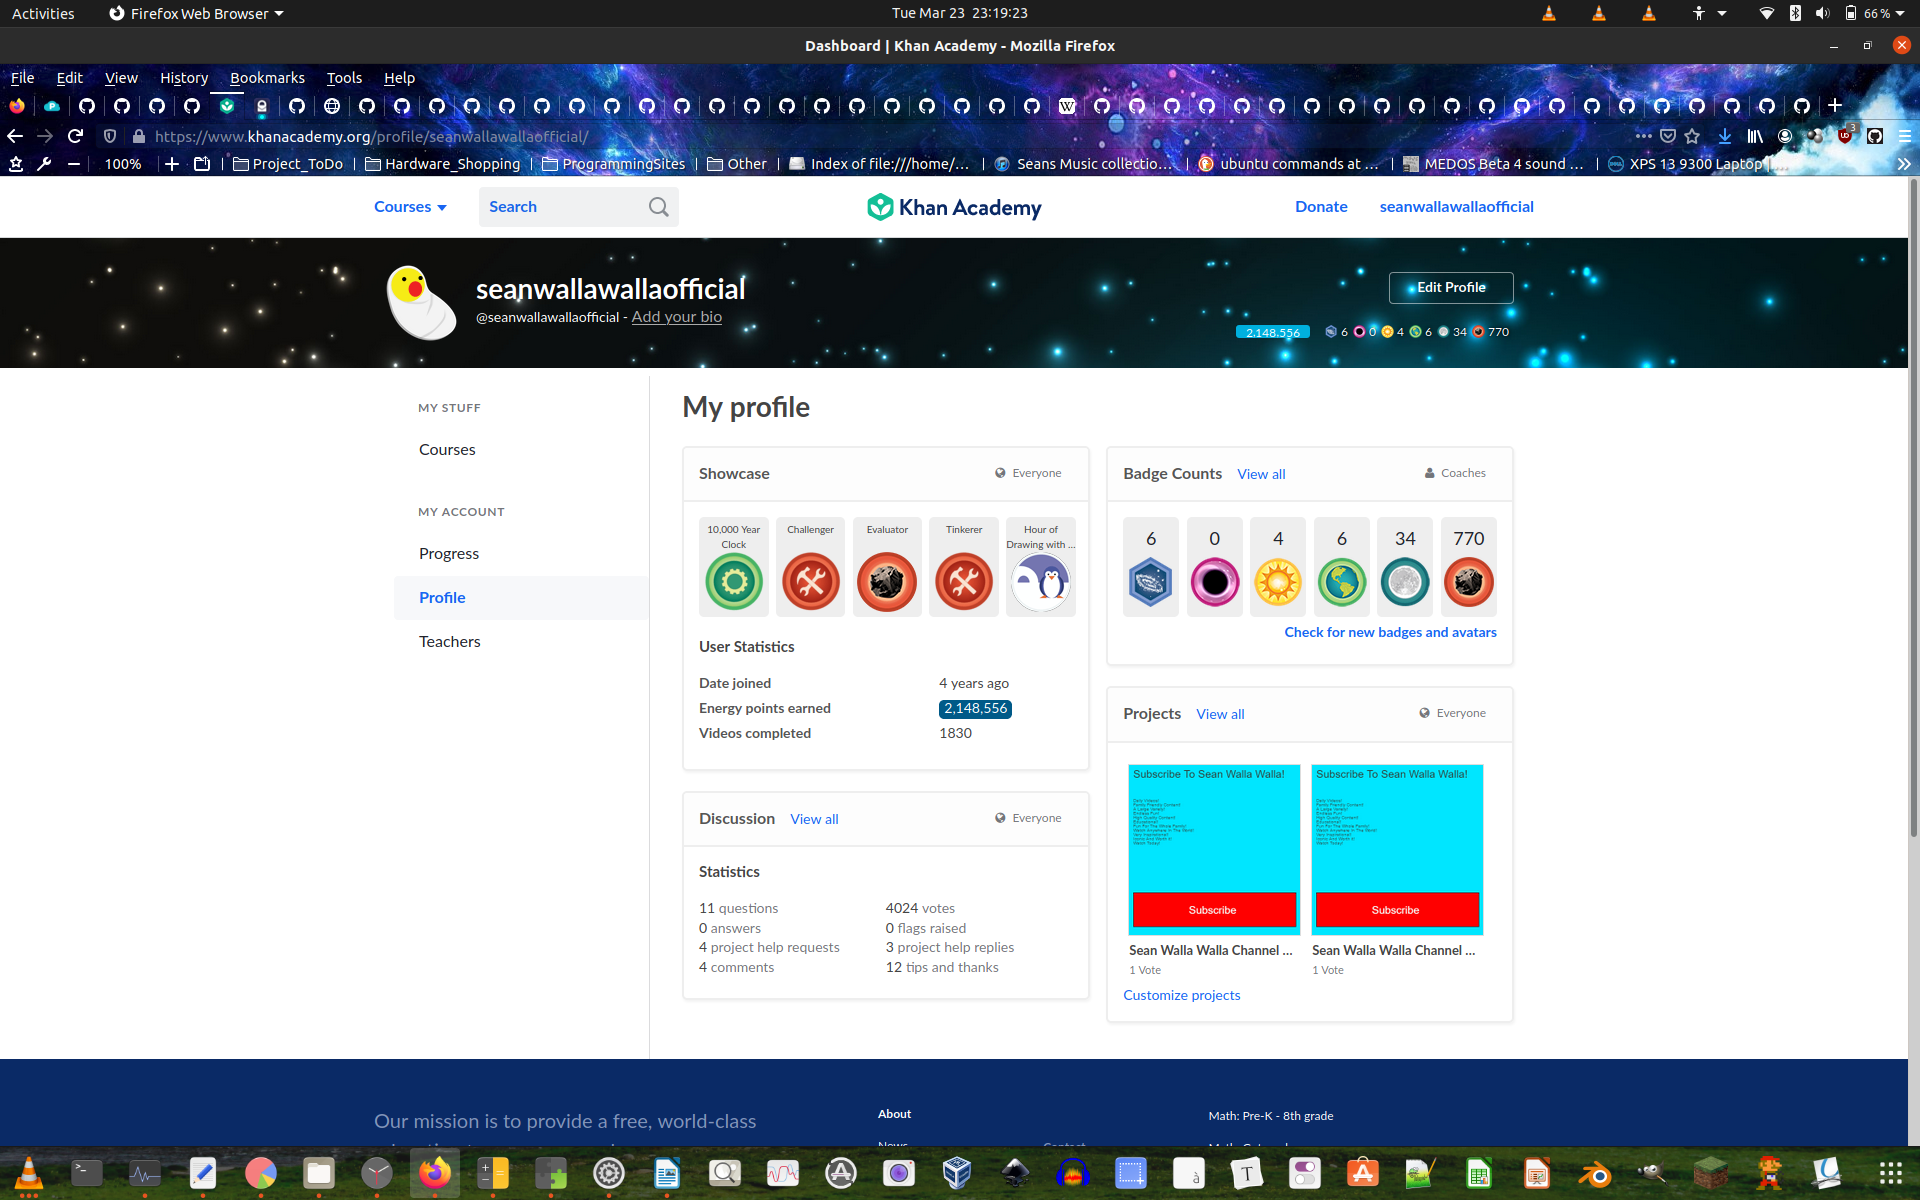 Activities
Firefox Web Browser
Tue Mar 23 23:19:23
66 %
Dashboard | Khan Academy - Mozilla Firefox
File Edit View History Bookmarks Tools Help
https://www.khanacademy.org/profile/seanwallawallaofficial/
3
100%
Project_ToDo
Hardware_Shopping
ProgrammingSites
Other
Index of file:///home/...
Seans Music collectio...
ubuntu commands at ...
MEDOS Beta 4 sound ...
XPS 13 9300 Laptop |...
Courses
Search
Khan Academy
Donate
seanwallawallaofficial
seanwallawallaofficial
@seanwallawallaofficial - Add your bio
Edit Profile
2,148,556 6 0 4 6 34 770
MY STUFF
Courses
MY ACCOUNT
Progress
Profile
Teachers
My profile
Showcase
Everyone
10,000 Year Clock
Challenger
Evaluator
Tinkerer
Hour of Drawing with ...
User Statistics
Date joined 4 years ago
Energy points earned 2,148,556
Videos completed 1830
Discussion View all
Everyone
Statistics
11 questions 4024 votes
0 answers 0 flags raised
4 project help requests 3 project help replies
4 comments 12 tips and thanks
Badge Counts View all
Coaches
6 0 4 6 34 770
Check for new badges and avatars
Projects View all
Everyone
Subscribe To Sean Walla Walla!
Subscribe
Sean Walla Walla Channel ...
1 Vote
Subscribe To Sean Walla Walla!
Subscribe
Sean Walla Walla Channel ...
1 Vote
Customize projects
Our mission is to provide a free, world-class
About
Math: Pre-K - 8th grade